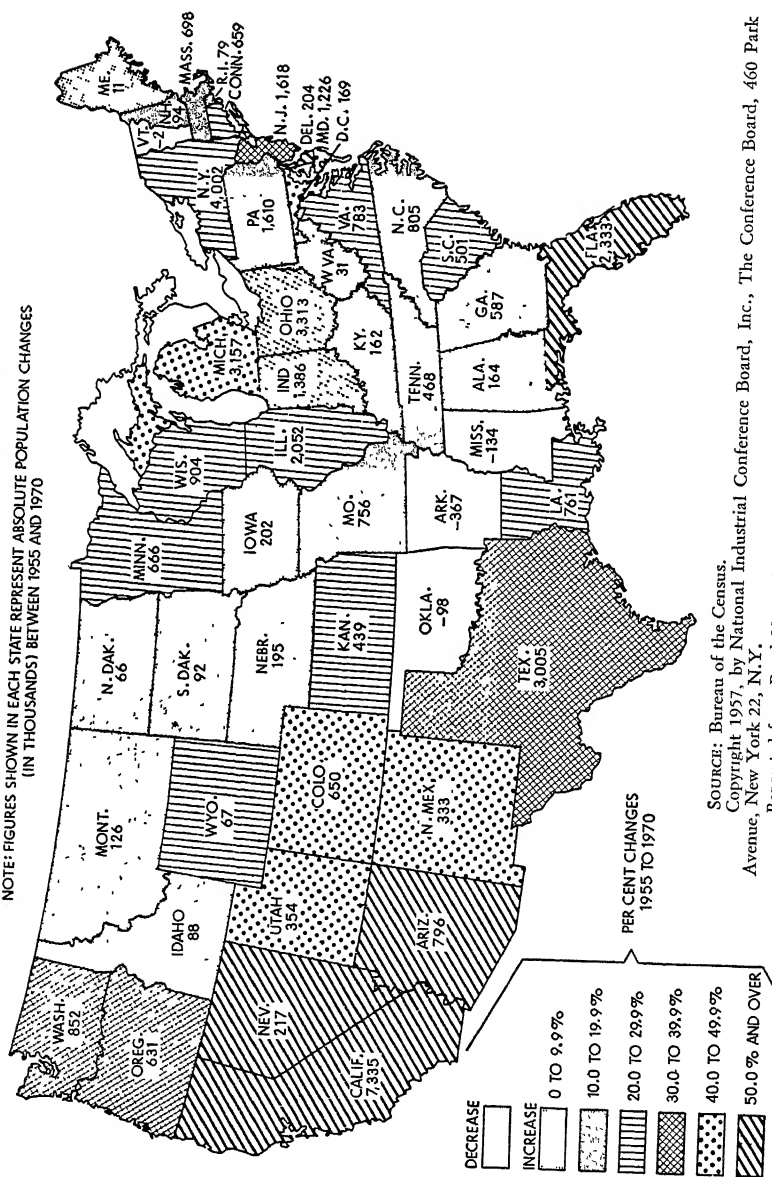 NOTE: FIGURES SHOWN IN EACH STATE REPRESENT ABSOLUTE POPULATION CHANGES
(IN THOUSANDS) BETWEEN 1955 AND 1970
WASH.
852
OREG.
631
CALIF.
7,335
NEV.
217
IDAHO
88
MONT.
126
WYO.
67
UTAH
354
ARIZ.
796
COLO
650
N. MEX.
333
N. DAK.
66
S. DAK.
92
NEBR.
195
KAN.
439
OKLA.
-98
TEX.
3,005
MINN.
666
IOWA
202
MO.
756
ARK.
-367
LA.
761
WIS.
904
ILL.
2,052
MICH.
3,157
IND
1,386
OHIO
3,313
KY.
162
TENN.
468
MISS.
-134
ALA.
164
GA.
587
FLA.
2,333
S.C.
501
N.C.
805
VA.
783
W VA.
31
PA
1,610
N.Y.
4,002
VT.
-2
N.H.
94
ME.
11
MASS. 698
R.I. 79
CONN. 659
N.J. 1,618
DEL. 204
MD. 1,226
D.C. 169
PER CENT CHANGES
1955 TO 1970
DECREASE
INCREASE
0 TO 9.9%
10.0 TO 19.9%
20.0 TO 29.9%
30.0 TO 39.9%
40.0 TO 49.9%
50.0 % AND OVER
SOURCE: Bureau of the Census.
Copyright 1957, by National Industrial Conference Board, Inc., The Conference Board, 460 Park
Avenue, New York 22, N.Y.